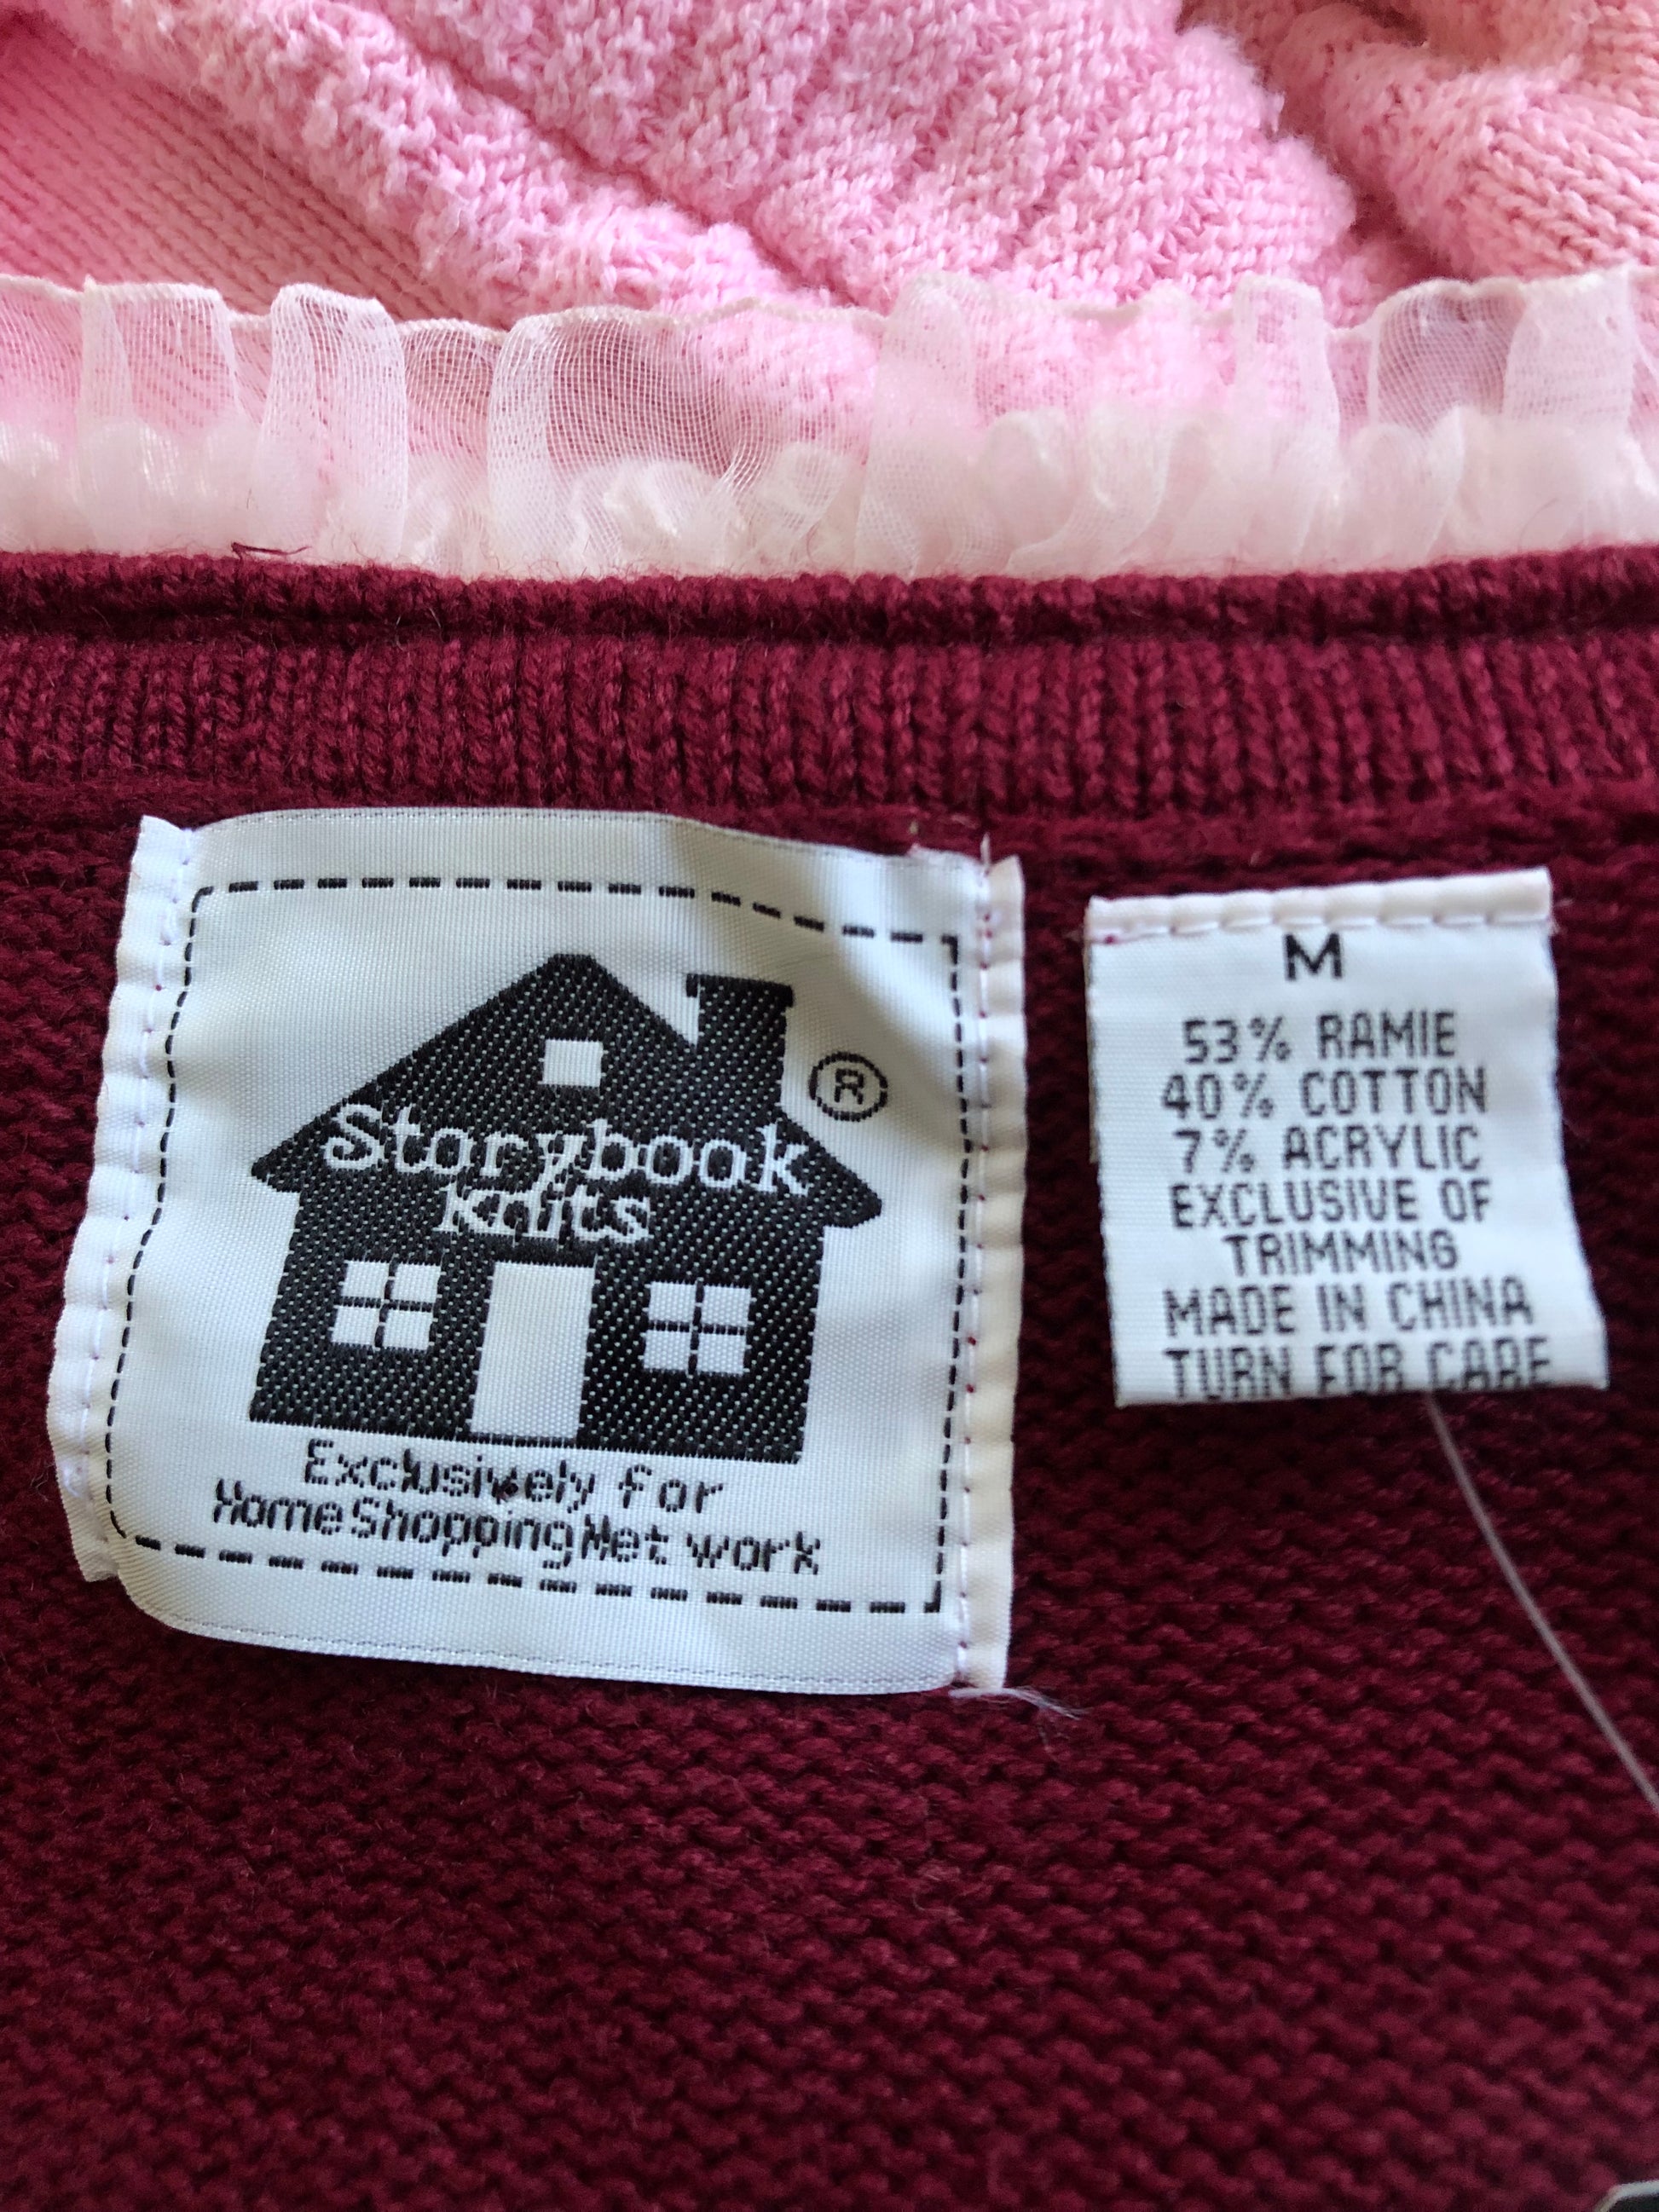 Storybook
Knits
®
Exclusively for
Home Shopping Network
M
53% RAMIE
40% COTTON
7% ACRYLIC
EXCLUSIVE OF
TRIMMING
MADE IN CHINA
TURN FOR CARE